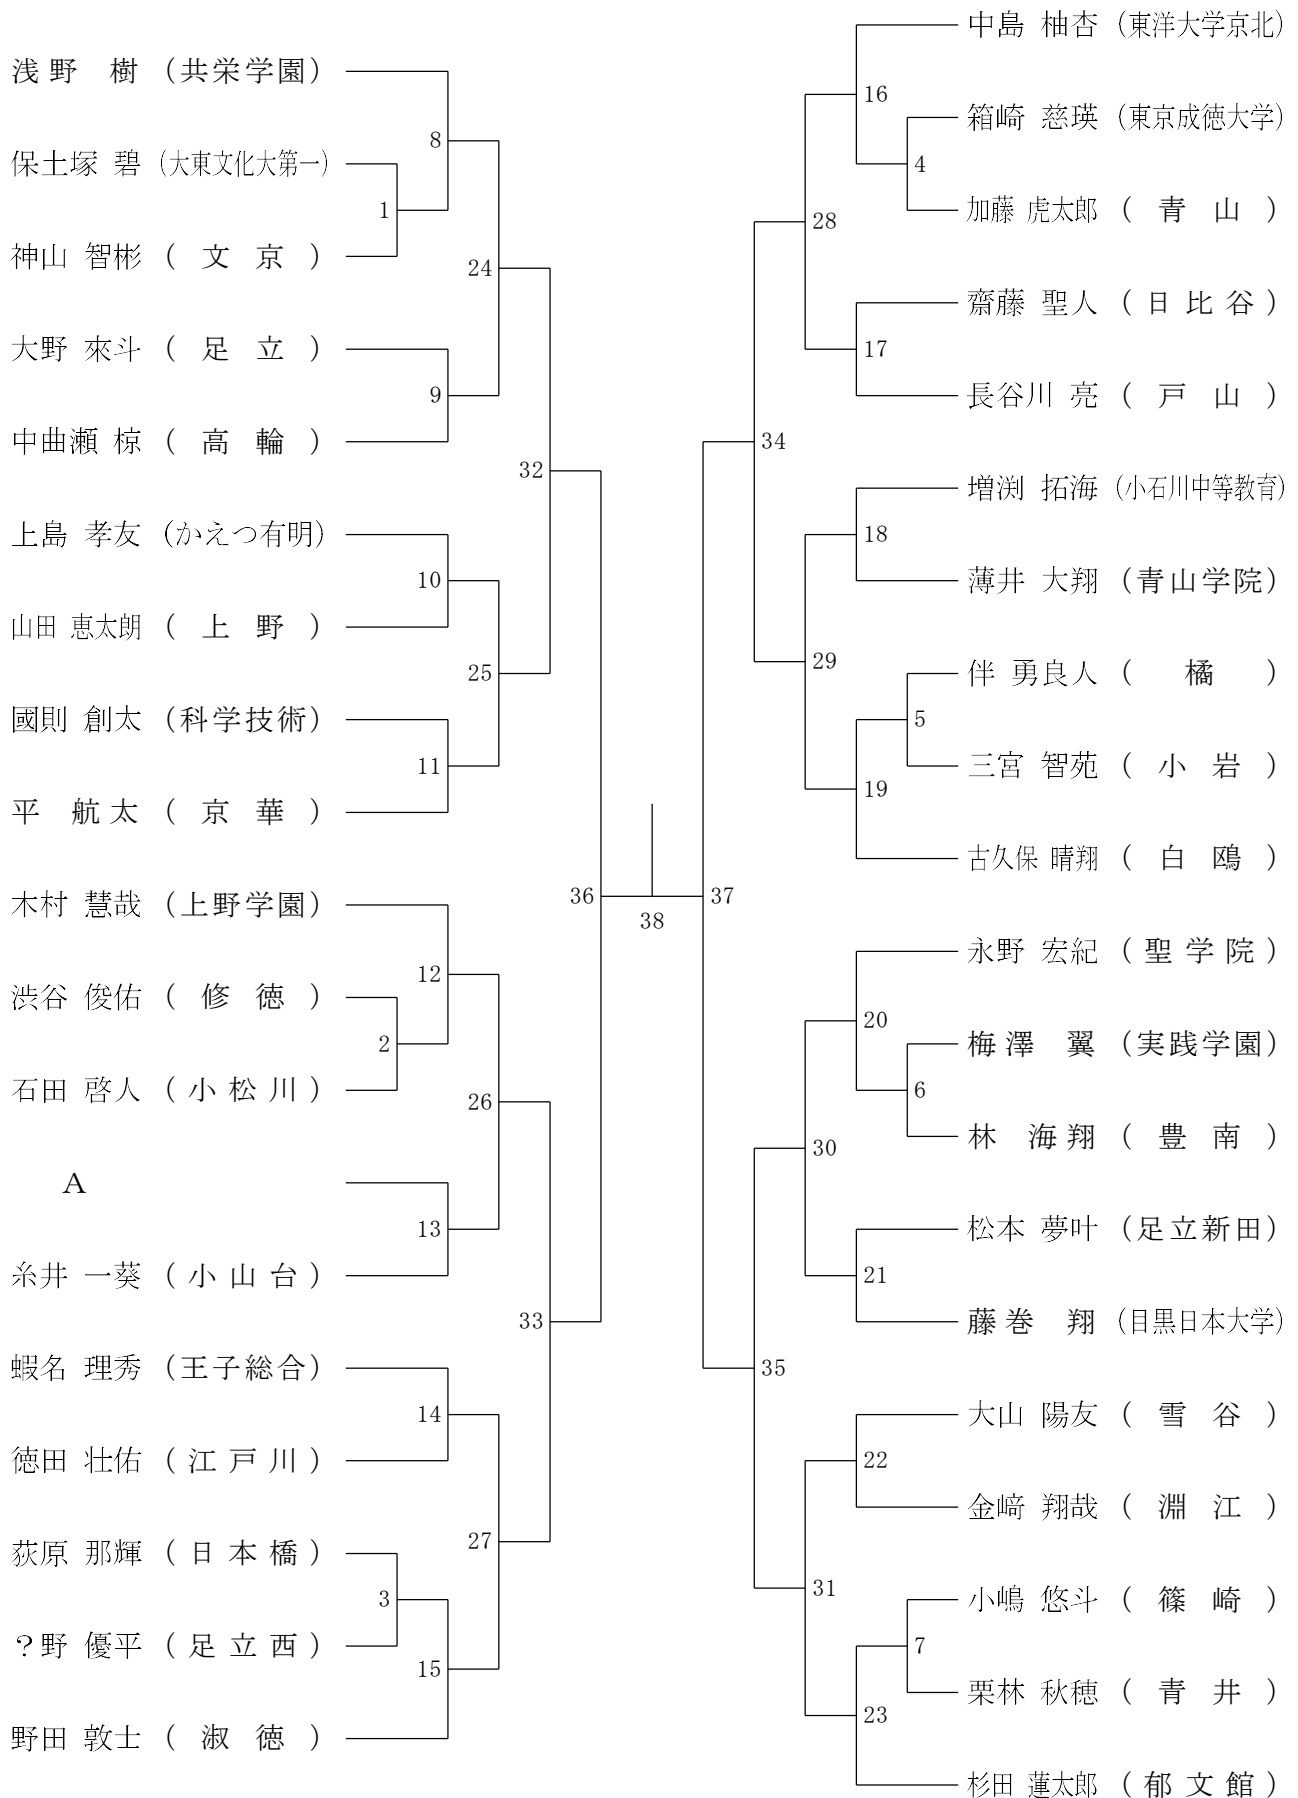 浅野 樹 （共栄学園）
8
保土塚 碧 （大東文化大第一）
1
神山 智彬 （文京）
24
大野 來斗 （足立）
9
中曲瀬 椋 （高輪）
32
上島 孝友 （かえつ有明）
10
山田 恵太朗 （上野）
25
國則 創太 （科学技術）
11
平 航太 （京華）
36
木村 慧哉 （上野学園）
12
渋谷 俊佑 （修徳）
2
石田 啓人 （小松川）
26
A
13
糸井 一葵 （小山台）
33
蝦名 理秀 （王子総合）
14
徳田 壮佑 （江戸川）
27
荻原 那輝 （日本橋）
3
？野 優平 （足立西）
15
野田 敦士 （淑徳）
38
中島 柚杏 （東洋大学京北）
16
箱崎 慈瑛 （東京成徳大学）
4
加藤 虎太郎 （青山）
28
齋藤 聖人 （日比谷）
17
長谷川 亮 （戸山）
34
増渕 拓海 （小石川中等教育）
18
薄井 大翔 （青山学院）
29
伴 勇良人 （橘）
5
三宮 智苑 （小岩）
19
古久保 晴翔 （白鴎）
37
永野 宏紀 （聖学院）
20
梅澤 翼 （実践学園）
6
林 海翔 （豊南）
30
松本 夢叶 （足立新田）
21
藤巻 翔 （目黒日本大学）
35
大山 陽友 （雪谷）
22
金﨑 翔哉 （淵江）
31
小嶋 悠斗 （篠崎）
7
栗林 秋穂 （青井）
23
杉田 蓮太郎 （郁文館）